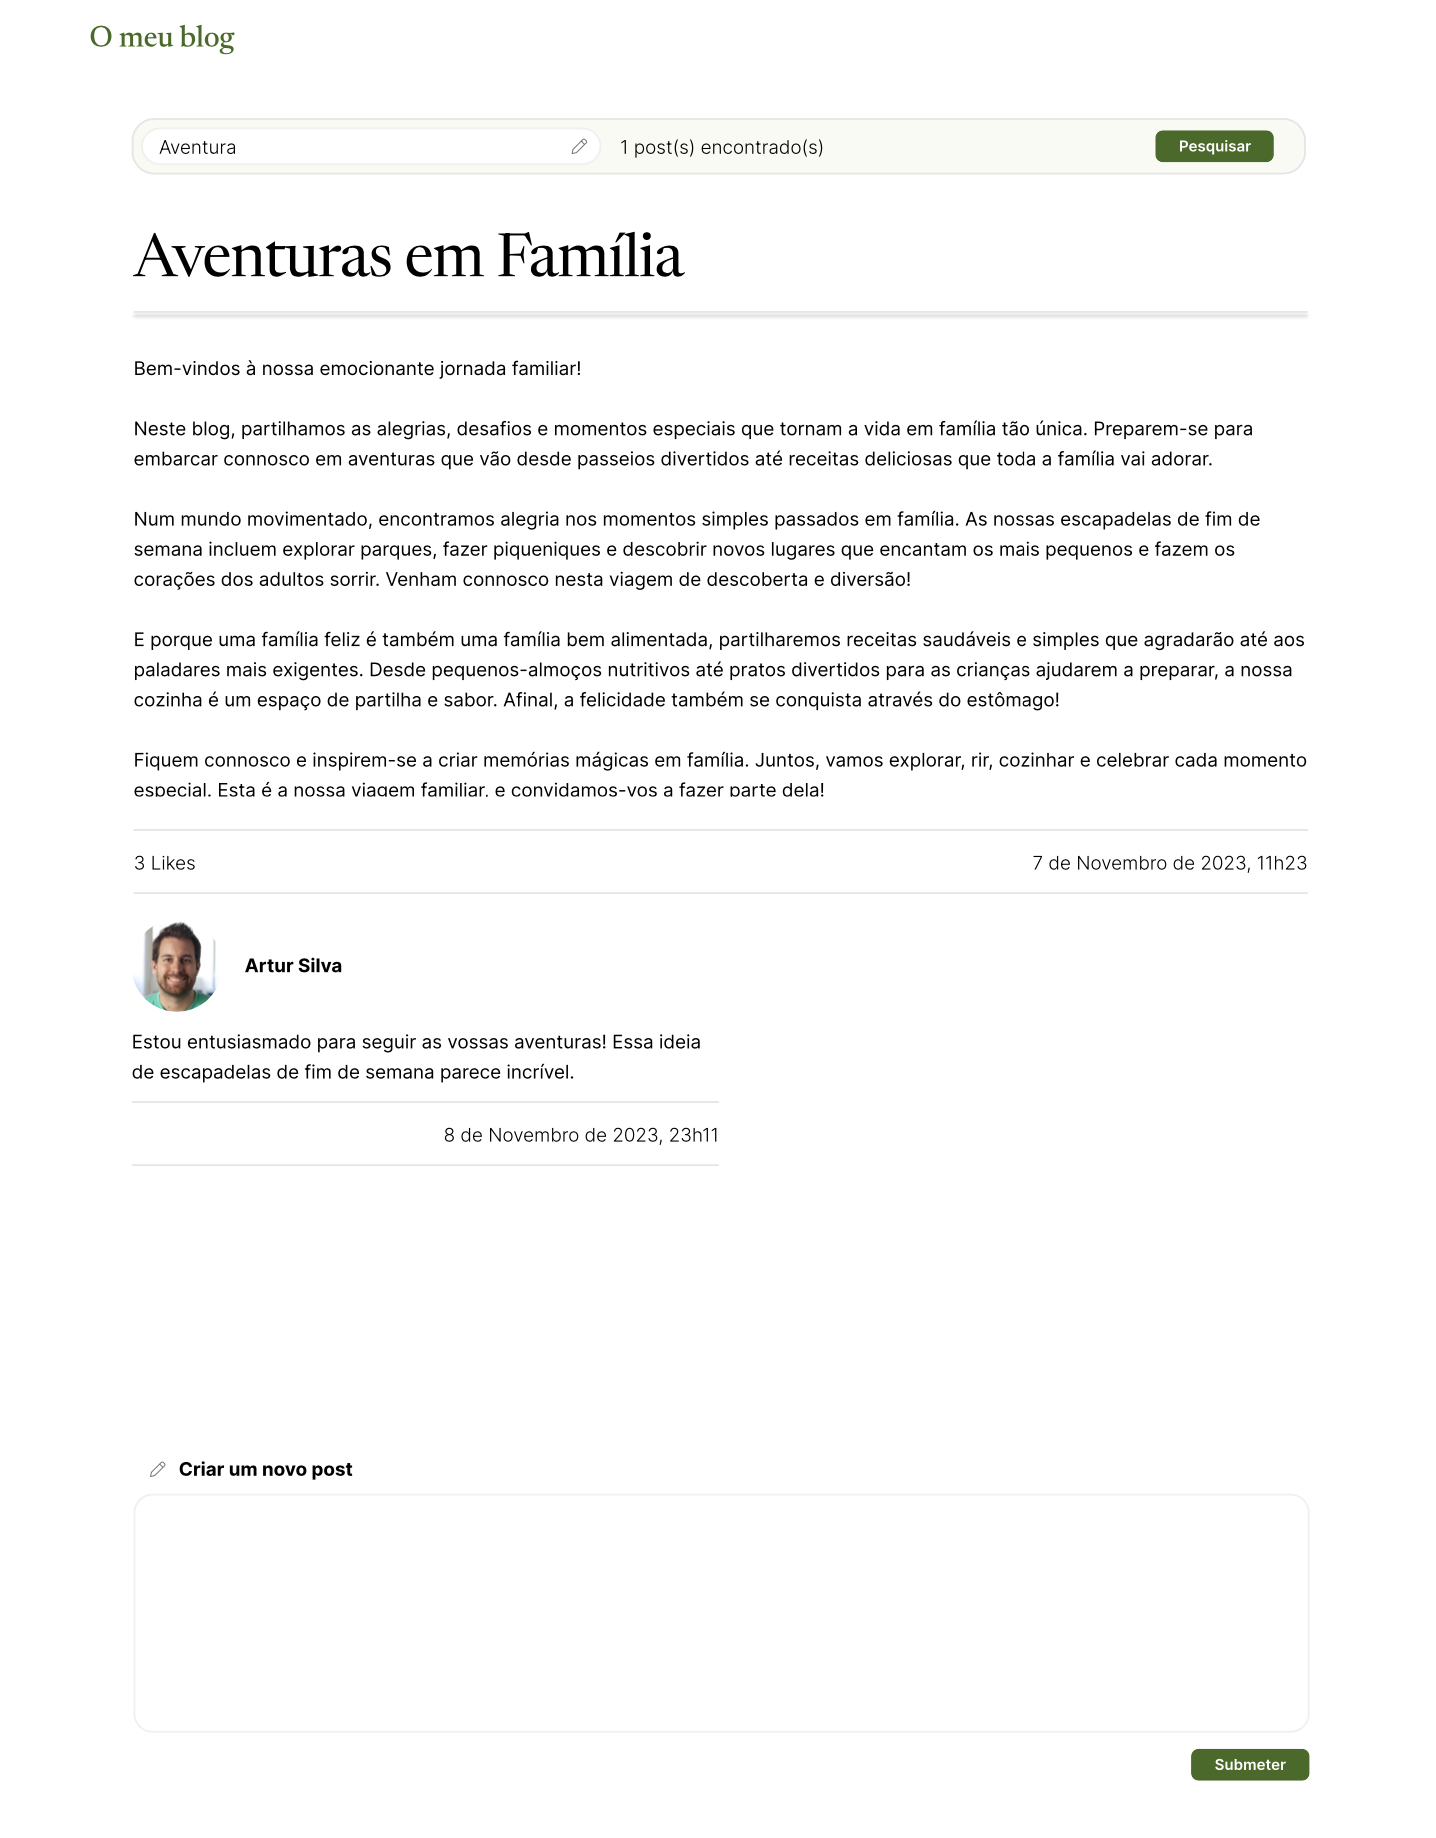 O meu blog
Aventura
1 post(s) encontrado(s)
Pesquisar
Aventuras em Família
Bem-vindos à nossa emocionante jornada familiar!
Neste blog, partilhamos as alegrias, desafios e momentos especiais que tornam a vida em família tão única. Preparem-se para
embarcar connosco em aventuras que vão desde passeios divertidos até receitas deliciosas que toda a família vai adorar.
Num mundo movimentado, encontramos alegria nos momentos simples passados em família. As nossas escapadelas de fim de
semana incluem explorar parques, fazer piqueniques e descobrir novos lugares que encantam os mais pequenos e fazem os
corações dos adultos sorrir. Venham connosco nesta viagem de descoberta e diversão!
E porque uma família feliz é também uma família bem alimentada, partilharemos receitas saudáveis e simples que agradarão até aos
paladares mais exigentes. Desde pequenos-almoços nutritivos até pratos divertidos para as crianças ajudarem a preparar, a nossa
cozinha é um espaço de partilha e sabor. Afinal, a felicidade também se conquista através do estômago!
Fiquem connosco e inspirem-se a criar memórias mágicas em família. Juntos, vamos explorar, rir, cozinhar e celebrar cada momento
especial. Esta é a nossa viagem familiar, e convidamos-vos a fazer parte dela!
3 Likes
7 de Novembro de 2023, 11h23
Artur Silva
Estou entusiasmado para seguir as vossas aventuras! Essa ideia
de escapadelas de fim de semana parece incrível.
8 de Novembro de 2023, 23h11
Criar um novo post
Submeter